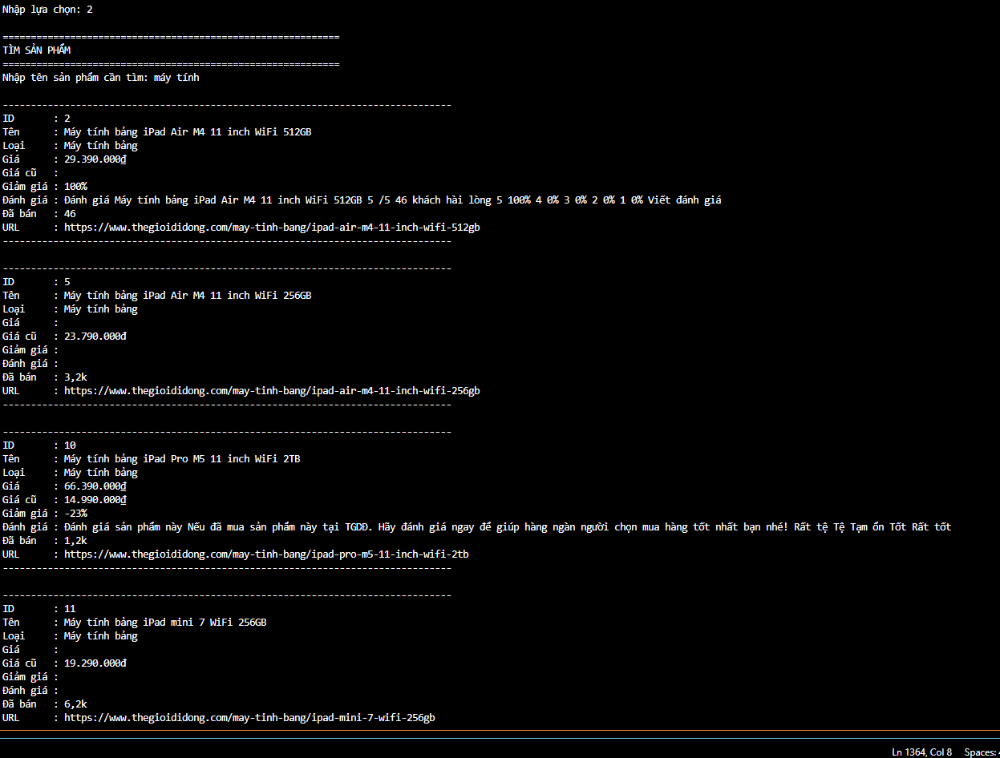 Nhập lựa chọn: 2
============================================================
TÌM SẢN PHẨM
============================================================
Nhập tên sản phẩm cần tìm: máy tính
--------------------------------------------------------------------------------
ID       : 2
Tên      : Máy tính bảng iPad Air M4 11 inch WiFi 512GB
Loại     : Máy tính bảng
Giá      : 29.390.000₫
Giá cũ   :
Giảm giá : 100%
Đánh giá : Đánh giá Máy tính bảng iPad Air M4 11 inch WiFi 512GB 5 /5 46 khách hài lòng 5 100% 4 0% 3 0% 2 0% 1 0% Viết đánh giá
Đã bán   : 46
URL      : https://www.thegioididong.com/may-tinh-bang/ipad-air-m4-11-inch-wifi-512gb
--------------------------------------------------------------------------------
--------------------------------------------------------------------------------
ID       : 5
Tên      : Máy tính bảng iPad Air M4 11 inch WiFi 256GB
Loại     : Máy tính bảng
Giá      :
Giá cũ   : 23.790.000đ
Giảm giá :
Đánh giá :
Đã bán   : 3,2k
URL      : https://www.thegioididong.com/may-tinh-bang/ipad-air-m4-11-inch-wifi-256gb
--------------------------------------------------------------------------------
--------------------------------------------------------------------------------
ID       : 10
Tên      : Máy tính bảng iPad Pro M5 11 inch WiFi 2TB
Loại     : Máy tính bảng
Giá      : 66.390.000₫
Giá cũ   : 14.990.000₫
Giảm giá : -23%
Đánh giá : Đánh giá sản phẩm này Nếu đã mua sản phẩm này tại TGDĐ. Hãy đánh giá ngay để giúp hàng ngàn người chọn mua hàng tốt nhất bạn nhé! Rất tệ Tệ Tạm ổn Tốt Rất tốt
Đã bán   : 1,2k
URL      : https://www.thegioididong.com/may-tinh-bang/ipad-pro-m5-11-inch-wifi-2tb
--------------------------------------------------------------------------------
--------------------------------------------------------------------------------
ID       : 11
Tên      : Máy tính bảng iPad mini 7 WiFi 256GB
Loại     : Máy tính bảng
Giá      :
Giá cũ   : 19.290.000đ
Giảm giá :
Đánh giá :
Đã bán   : 6,2k
URL      : https://www.thegioididong.com/may-tinh-bang/ipad-mini-7-wifi-256gb
Ln 1364, Col 8 Spaces: